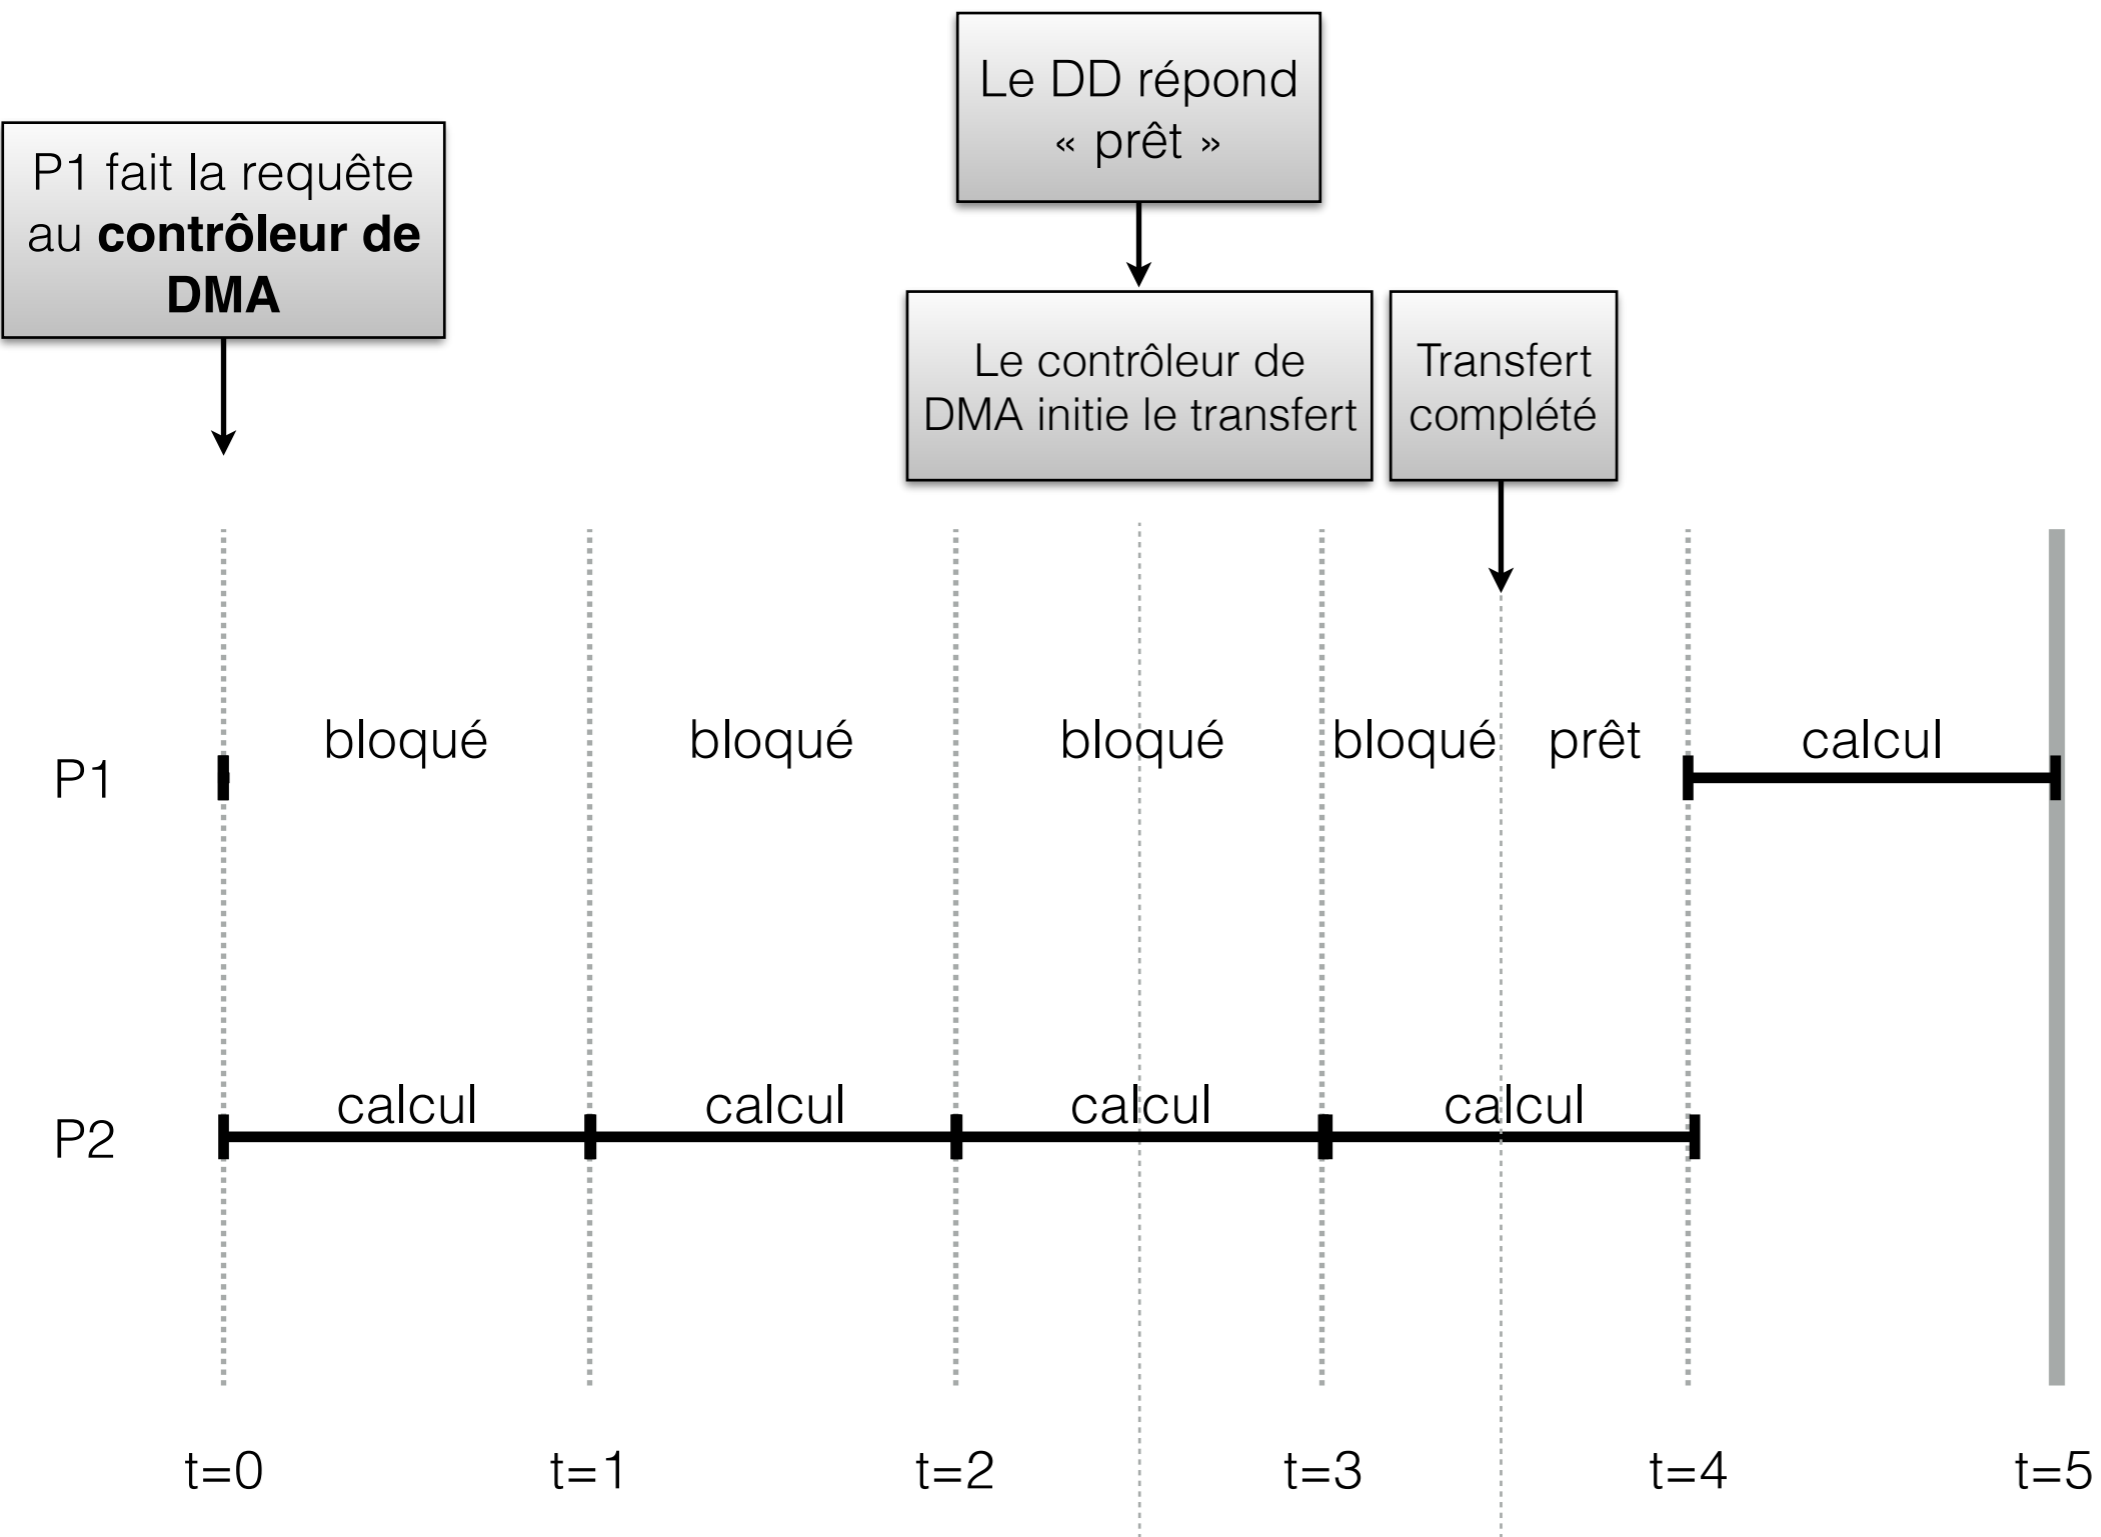 Le DD répond
« prêt »
P1 fait la requête
au contrôleur de
DMA
Le contrôleur de
DMA initie le transfert
Transfert
complété
bloqué bloqué bloqué bloqué prêt calcul
P1
calcul calcul calcul calcul
P2
t=0 t=1 t=2 t=3 t=4 t=5